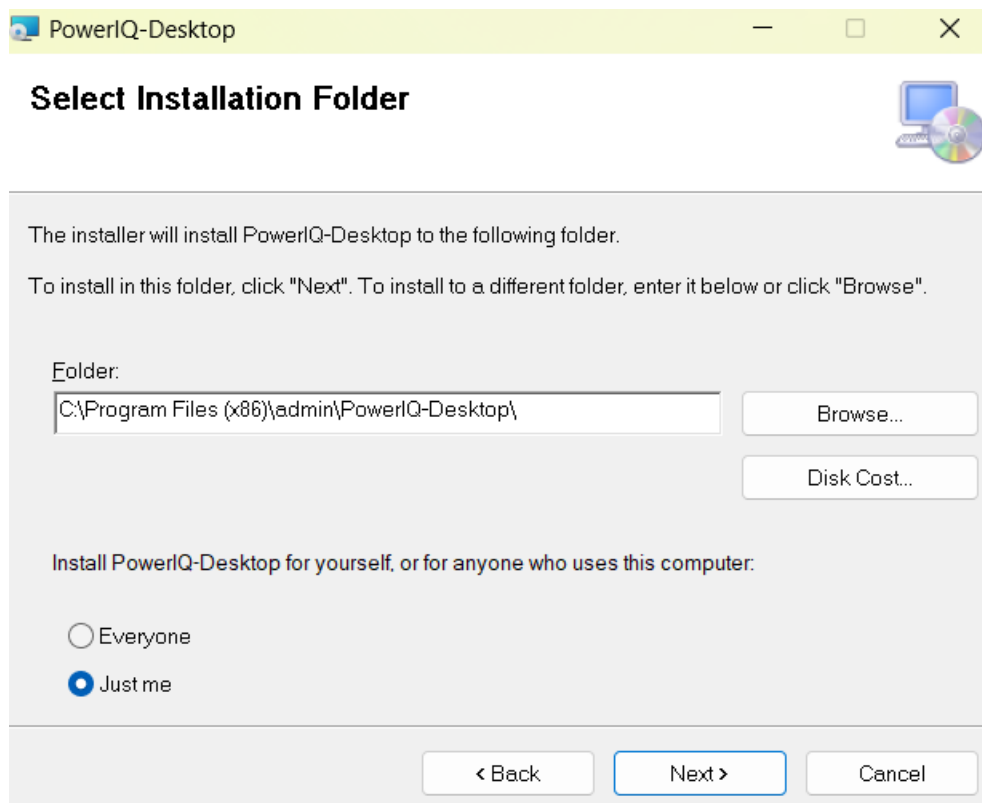 PowerIQ-Desktop
Select Installation Folder
The installer will install PowerIQ-Desktop to the following folder.
To install in this folder, click "Next". To install to a different folder, enter it below or click "Browse".
Folder:
C:\Program Files (x86)\admin\PowerIQ-Desktop\
Browse...
Disk Cost...
Install PowerIQ-Desktop for yourself, or for anyone who uses this computer:
Everyone
Just me
< Back
Next >
Cancel